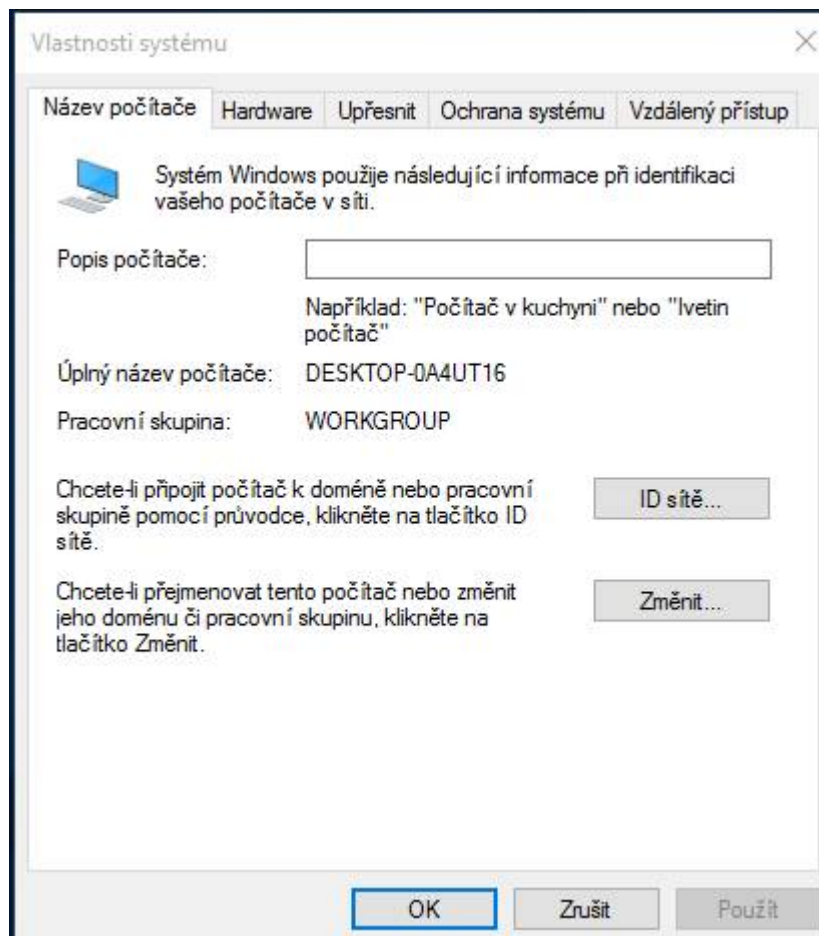 Vlastnosti systému
Název počítače Hardware Upřesnit Ochrana systému Vzdálený přístup
Systém Windows použije následující informace při identifikaci
vašeho počítače v síti.
Popis počítače:
Například: "Počítač v kuchyni" nebo "Ivetin
počítač"
Úplný název počítače: DESKTOP-0A4UT16
Pracovní skupina: WORKGROUP
Chcete-li připojit počítač k doméně nebo pracovní
skupině pomocí průvodce, klikněte na tlačítko ID
sítě.
ID sítě...
Chcete-li přejmenovat tento počítač nebo změnit
jeho doménu či pracovní skupinu, klikněte na
tlačítko Změnit.
Změnit...
OK Zrušit Použít